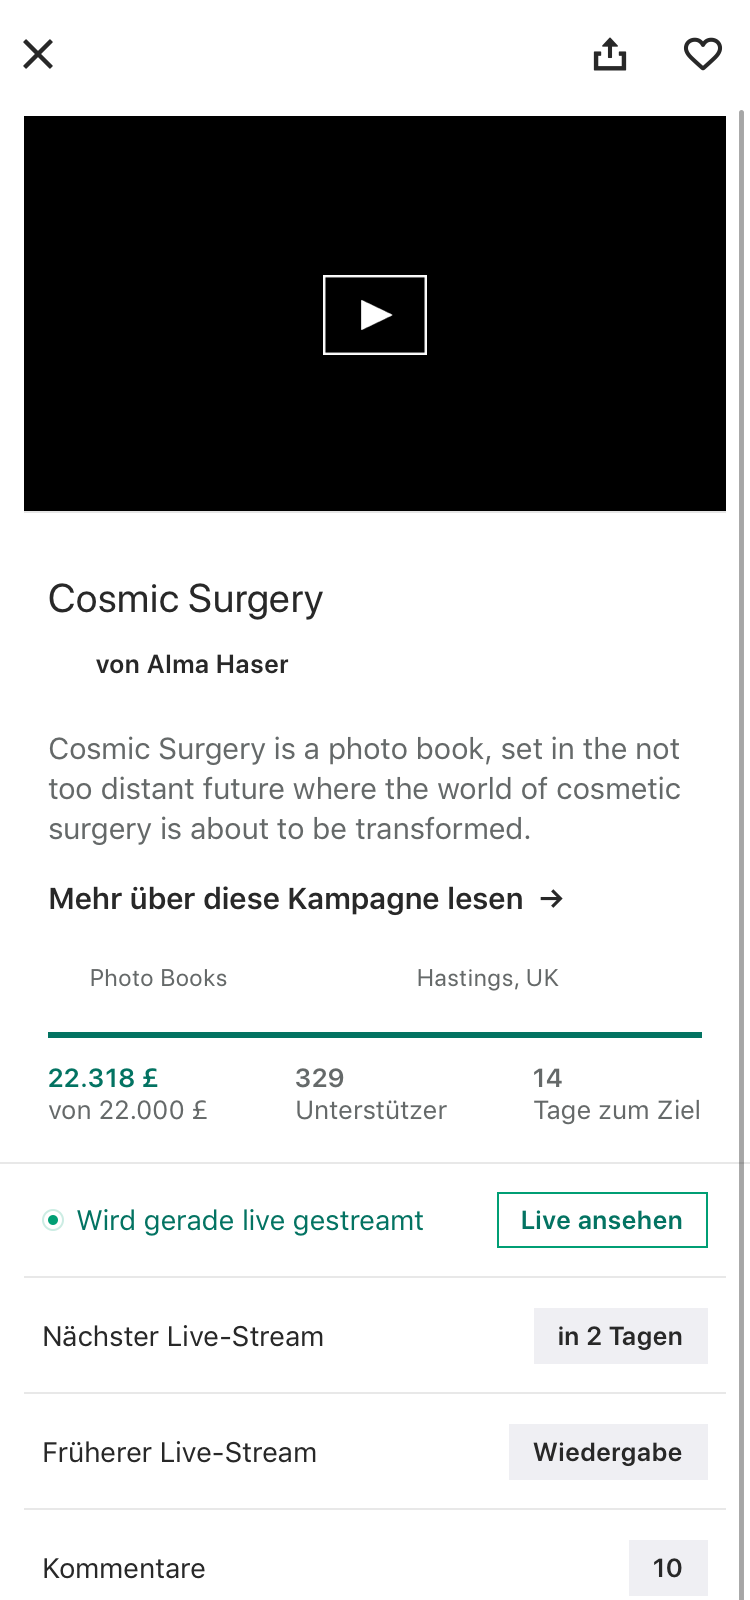 Cosmic Surgery
von Alma Haser
Cosmic Surgery is a photo book, set in the not
too distant future where the world of cosmetic
surgery is about to be transformed.
Mehr über diese Kampagne lesen →
Photo Books
Hastings, UK
22.318 £
von 22.000 £
329
Unterstützer
14
Tage zum Ziel
Wird gerade live gestreamt
Live ansehen
Nächster Live-Stream
in 2 Tagen
Früherer Live-Stream
Wiedergabe
Kommentare
10